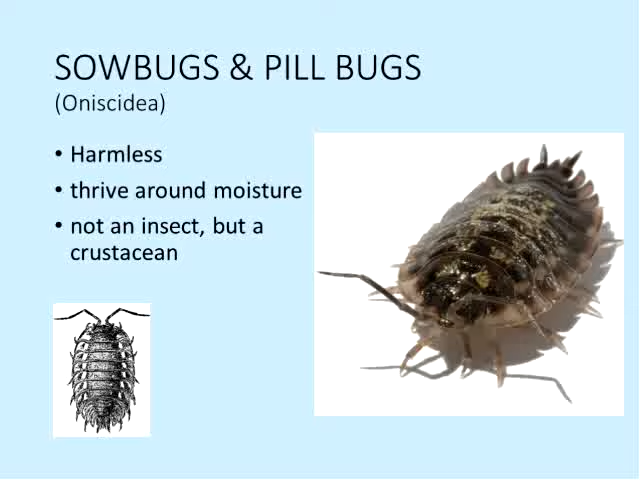 SOWBUGS & PILL BUGS
(Oniscidea)
• Harmless
• thrive around moisture
• not an insect, but a
crustacean